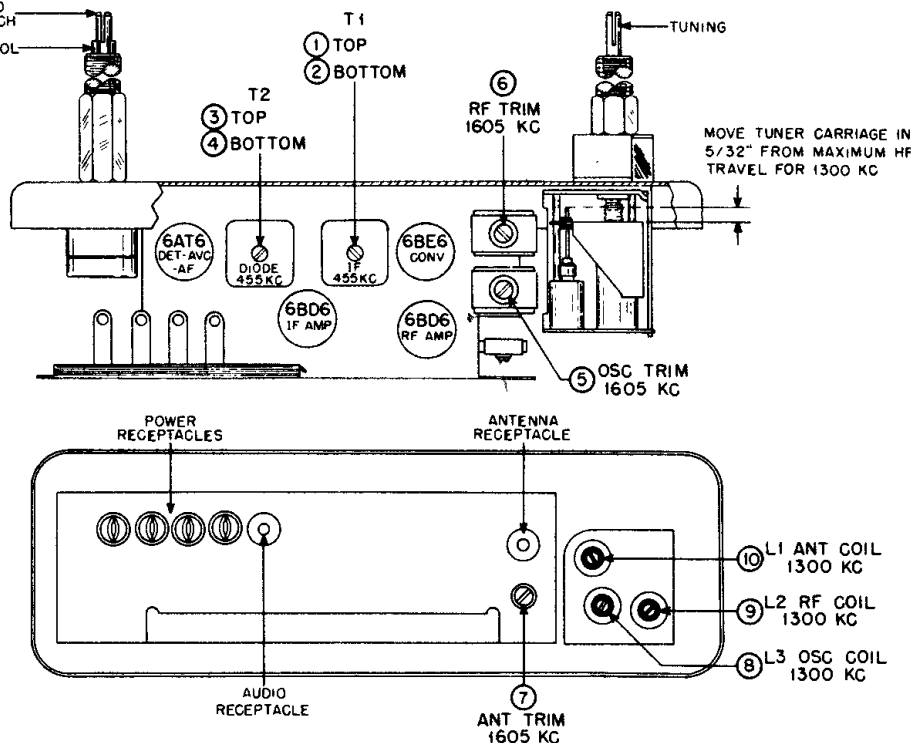 T1
① TOP
② BOTTOM
T2
③ TOP
④ BOTTOM
⑥
RF TRIM
1605 KC
TUNING
MOVE TUNER CARRIAGE IN
5/32" FROM MAXIMUM HF
TRAVEL FOR 1300 KC
6AT6
DET-AVC
-AF
DIODE
455KC
IF
455KC
6BE6
CONV
6BD6
IF AMP
6BD6
RF AMP
⑤ OSC TRIM
1605 KC
POWER
RECEPTACLES
ANTENNA
RECEPTACLE
⑩ L1 ANT COIL
1300 KC
⑨ L2 RF COIL
1300 KC
⑧ L3 OSC COIL
1300 KC
AUDIO
RECEPTACLE
⑦
ANT TRIM
1605 KC